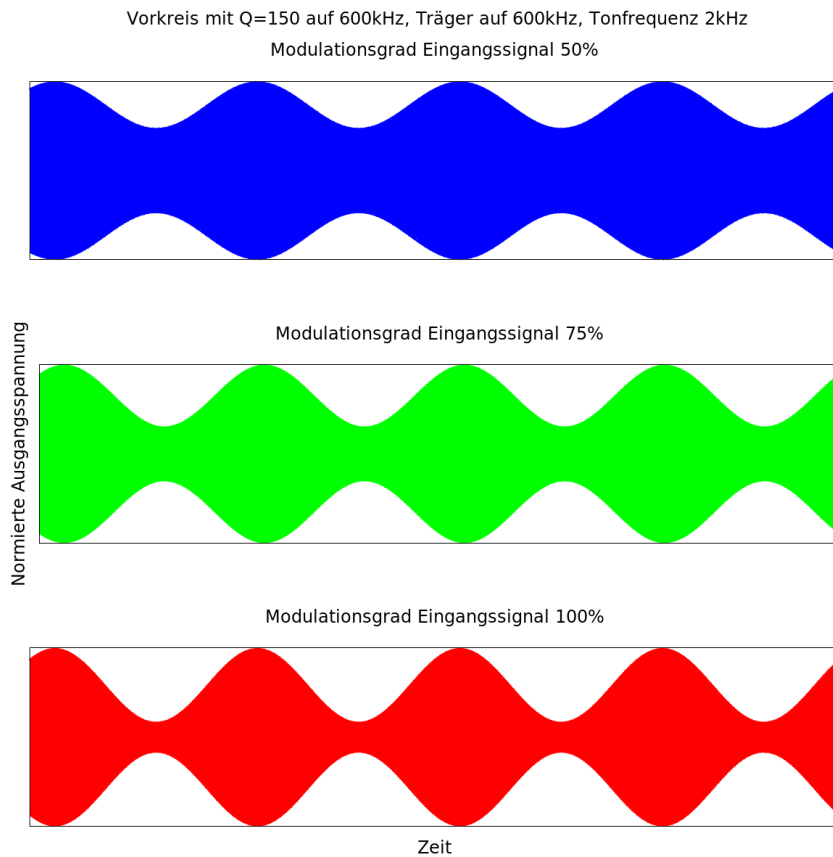 Vorkreis mit Q=150 auf 600kHz, Träger auf 600kHz, Tonfrequenz 2kHz
Modulationsgrad Eingangssignal 50%
Normierte Ausgangsspannung
Modulationsgrad Eingangssignal 75%
Modulationsgrad Eingangssignal 100%
Zeit